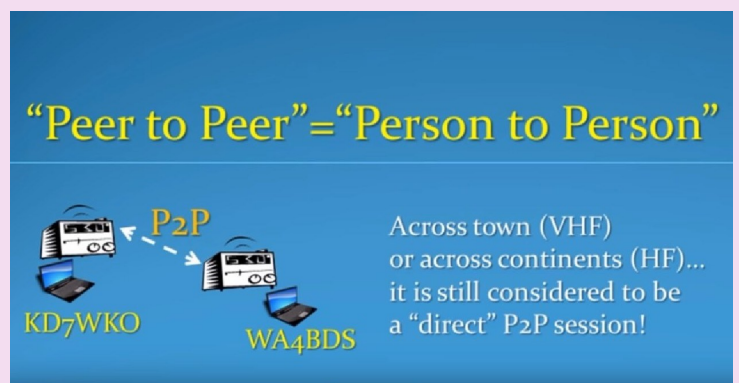 “Peer to Peer”=“Person to Person”
P2P
KD7WKO
WA4BDS
Across town (VHF)
or across continents (HF)...
it is still considered to be
a “direct” P2P session!